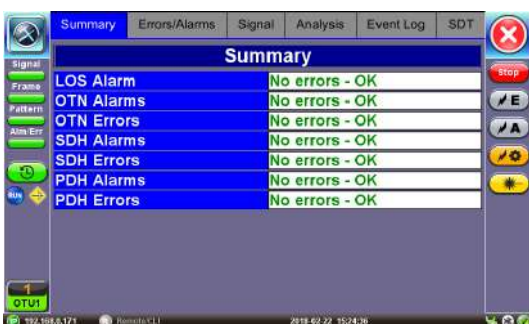 Summary Errors/Alarms Signal Analysis Event Log SDT
Summary
Signal
Frame
Pattern
Alm/Err
LOS Alarm No errors - OK
OTN Alarms No errors - OK
OTN Errors No errors - OK
SDH Alarms No errors - OK
SDH Errors No errors - OK
PDH Alarms No errors - OK
PDH Errors No errors - OK
Stop
E
A
RUN
1
OTU1
192.168.0.171 Remote/CLI 2018-02-22 15:24:36